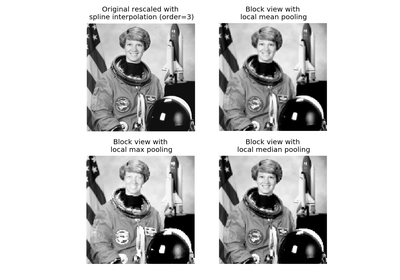 Original rescaled with
spline interpolation (order=3)
Block view with
local mean pooling
Block view with
local max pooling
Block view with
local median pooling